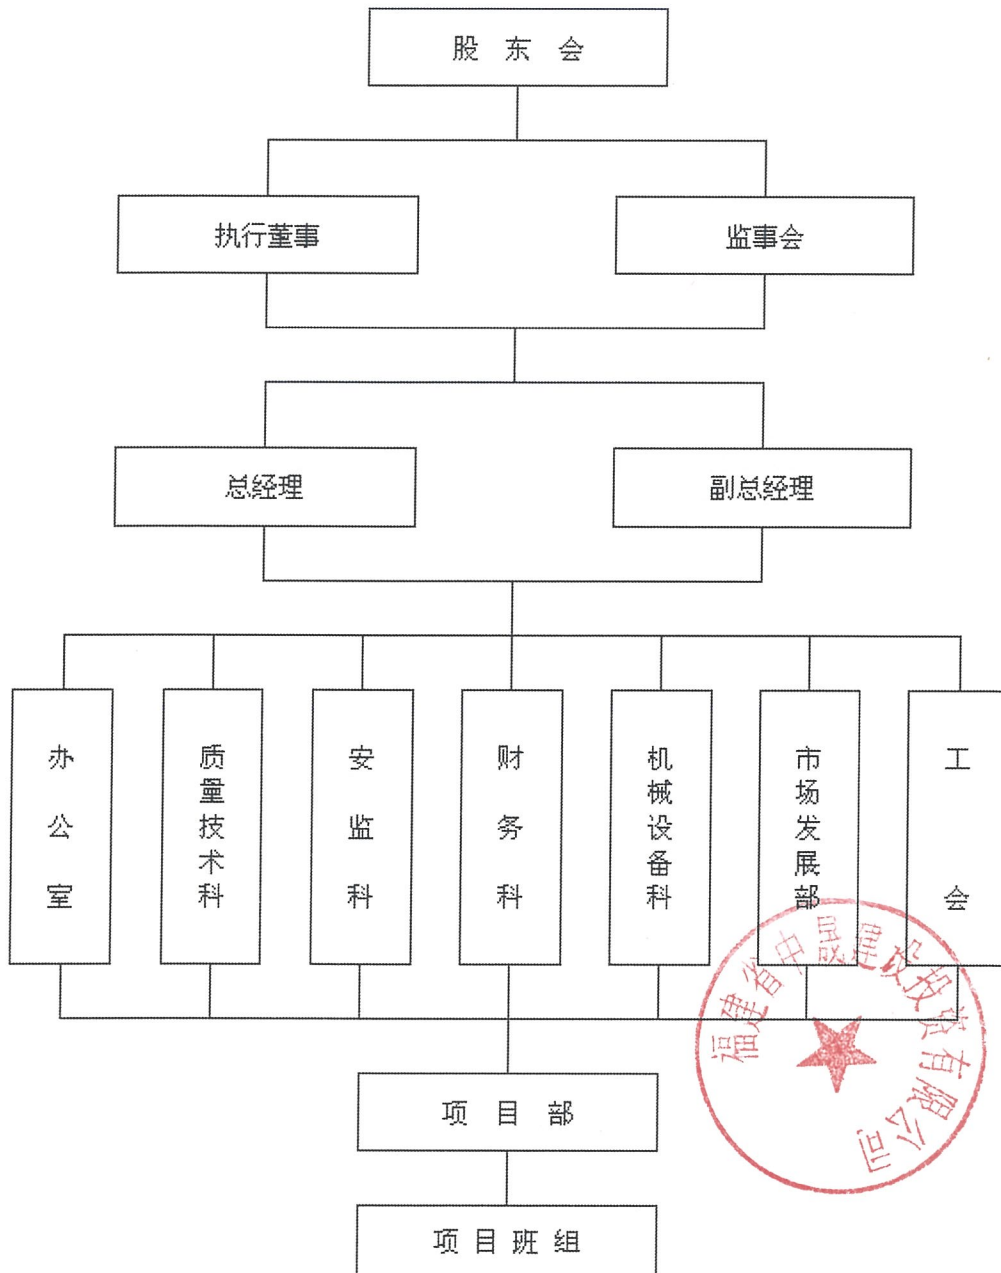 股东会
执行董事
监事会
总经理
副总经理
办公室
质量技术科
安监科
财务科
机械设备科
市场发展部
工会
福建省中晟建设投资有限公司
项目部
项目班组